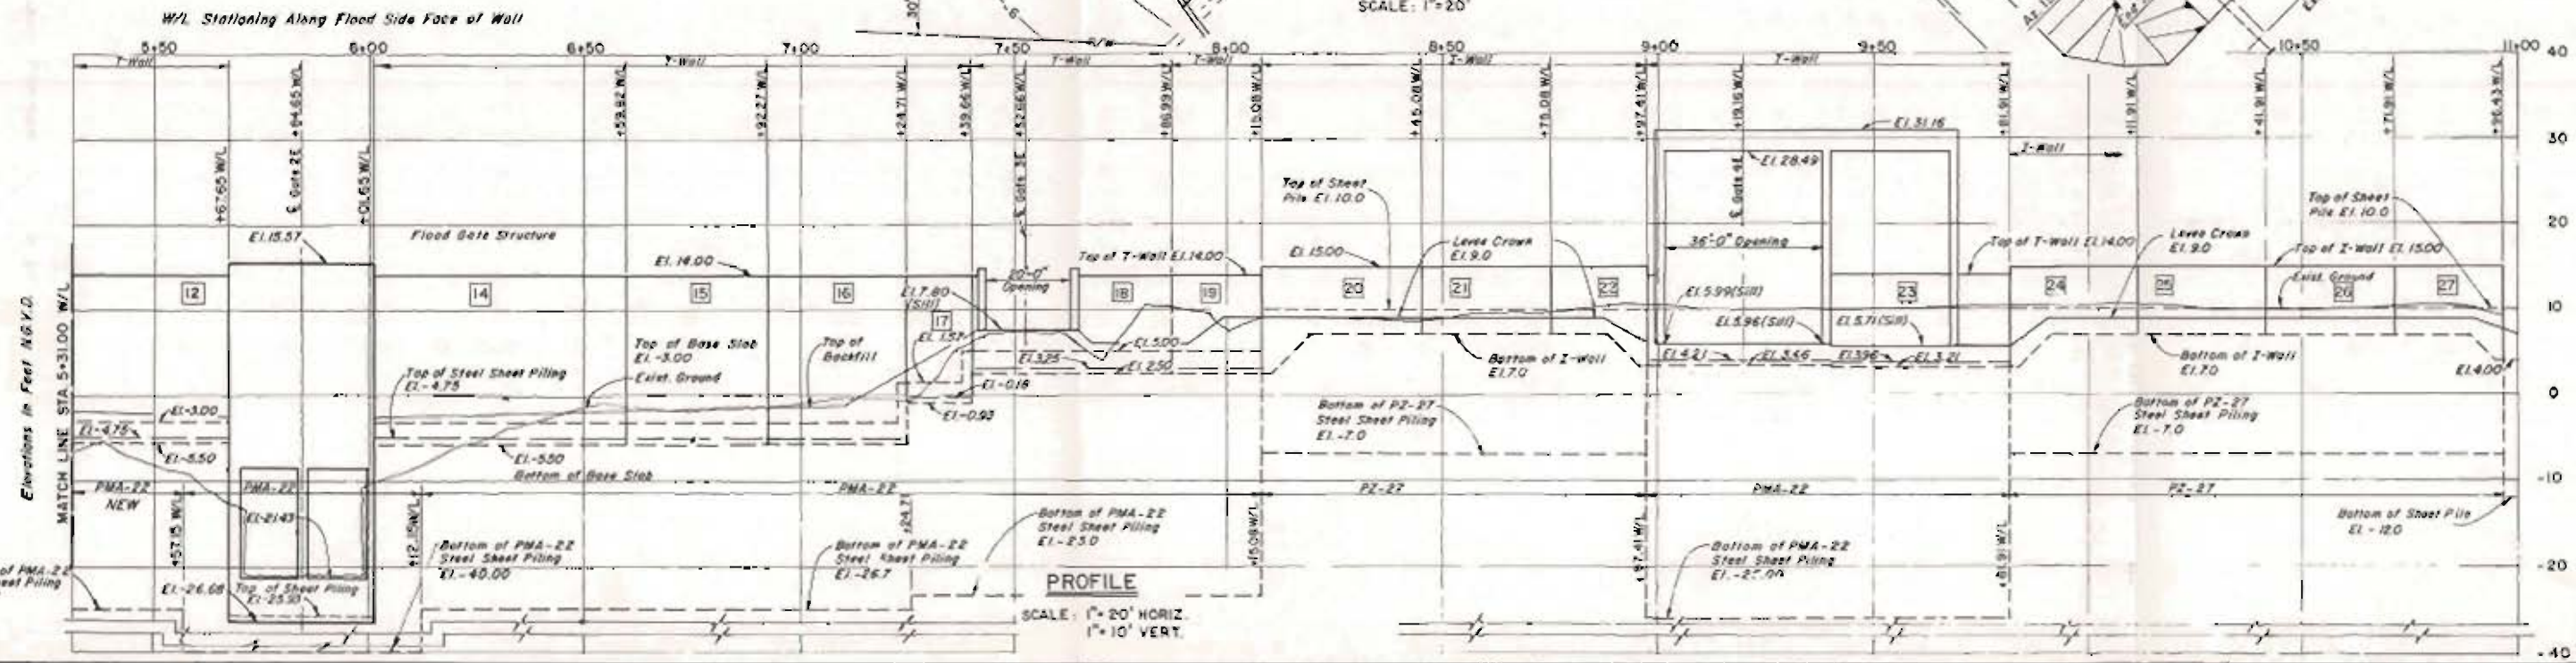 W/L Stationing Along Flood Side Face of Wall
SCALE: 1"=20'
30'
-6
R/W
5+50
6+00
6+50
7+00
7+50
8+00
8+50
9+00
9+50
10+50
11+00
40
30
20
10
0
-10
-20
-40
T-Wall
T-Wall
T-Wall
T-Wall
I-Wall
T-Wall
I-Wall
+67.65 W/L
℄ Gate 2E +84.65 W/L
+01.65 W/L
+59.82 W/L
+92.27 W/L
+24.71 W/L
+39.66 W/L
+52.66 W/L
℄ Gate 3E
+86.99 W/L
+15.08 W/L
+45.08 W/L
+75.08 W/L
+97.41 W/L
+19.16 W/L
℄ Gate 4E
+81.91 W/L
+11.91 W/L
+41.91 W/L
+71.91 W/L
+96.43 W/L
El. 31.16
El. 28.49
Top of Sheet
Pile El. 10.0
Top of Sheet
Pile El. 10.0
El. 15.57
Flood Gate Structure
El. 14.00
Top of T-Wall El. 14.00
El. 15.00
Levee Crown
El. 9.0
36'-0" Opening
Top of T-Wall El. 14.00
Levee Crown
El. 9.0
Top of I-Wall El. 15.00
Exist. Ground
20'-0"
Opening
12
14
15
16
17
18
19
20
21
22
23
24
25
26
27
El. 7.80
(Sill)
El. 1.57
El. 5.99 (Sill)
El. 5.96 (Sill)
El. 5.71 (Sill)
Top of Base Slab
El. -3.00
Top of
Backfill
El. 5.00
El. 3.25
El. 2.50
Bottom of I-Wall
El. 7.0
El. 4.21
El. 3.46
El. 3.96
El. 3.21
Bottom of I-Wall
El. 7.0
El. 4.00
Top of Steel Sheet Piling
El. -4.75
Exist. Ground
El. -0.18
El. -0.93
El. -3.00
El. -4.75
El. -5.50
El. -5.50
Bottom of Base Slab
Bottom of PZ-27
Steel Sheet Piling
El. -7.0
Bottom of PZ-27
Steel Sheet Piling
El. -7.0
PMA-22
NEW
PMA-22
PMA-22
PZ-27
PMA-22
PZ-27
El. -21.43
+57.15 W/L
+12.15 W/L
+24.71
+15.08 W/L
+97.41 W/L
+81.91 W/L
Bottom of PMA-22
Steel Sheet Piling
El. -40.00
Bottom of PMA-22
Steel Sheet Piling
El. -26.7
Bottom of PMA-22
Steel Sheet Piling
El. -23.0
Bottom of PMA-22
Steel Sheet Piling
Bottom of Sheet Pile
El. -12.0
of PMA-22
Sheet Piling
El. -26.68
Top of Sheet Piling
Elevations in Feet N.G.V.D.
MATCH LINE STA. 5+31.00 W/L
PROFILE
SCALE: 1"=20' HORIZ.
1"=10' VERT.